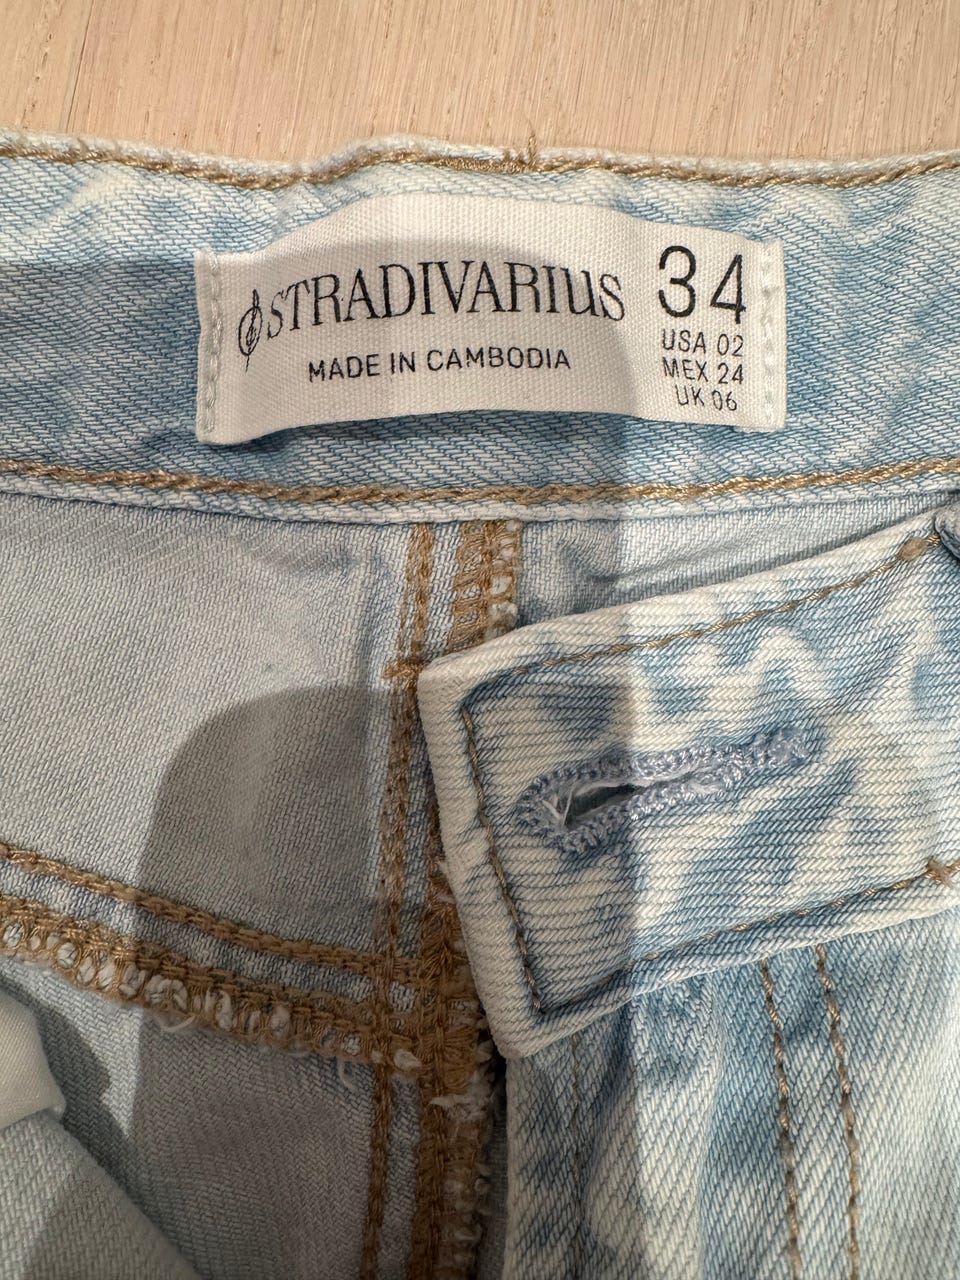 STRADIVARIUS
MADE IN CAMBODIA
34
USA 02
MEX 24
UK 06